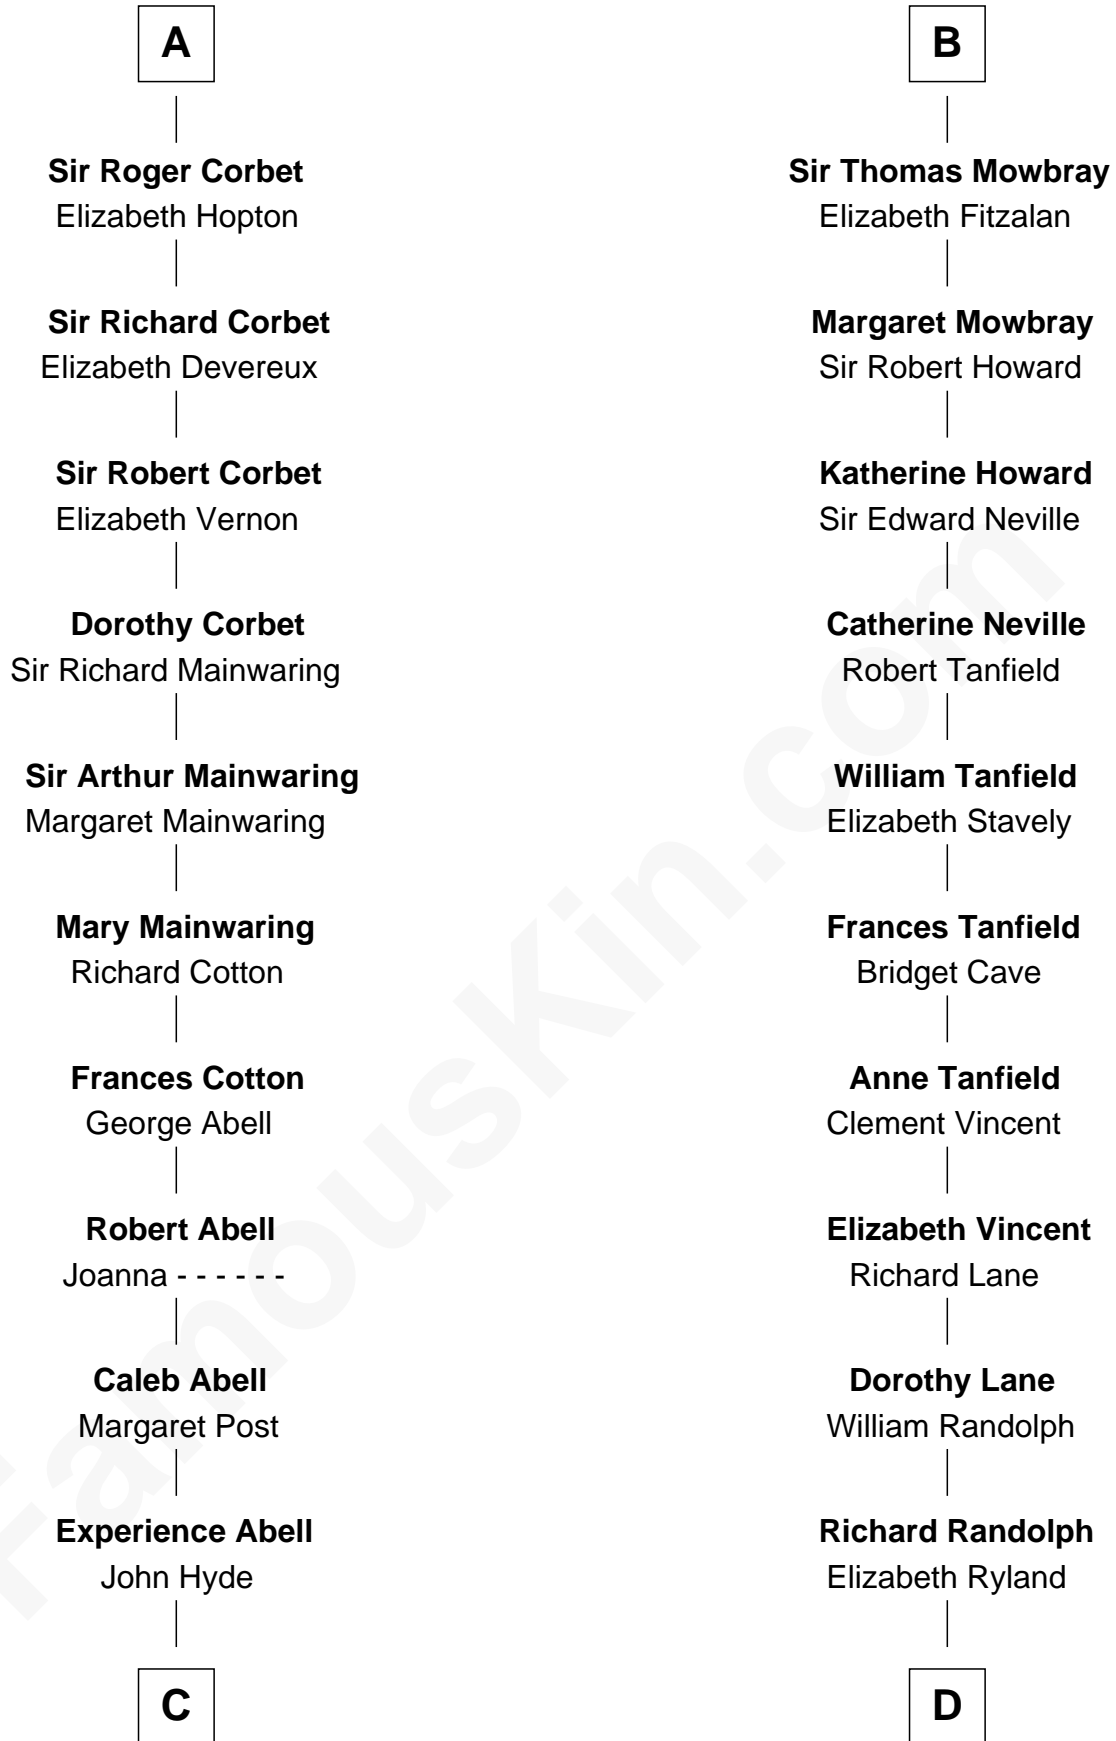 A
Sir Roger Corbet
Elizabeth Hopton
Sir Richard Corbet
Elizabeth Devereux
Sir Robert Corbet
Elizabeth Vernon
Dorothy Corbet
Sir Richard Mainwaring
Sir Arthur Mainwaring
Margaret Mainwaring
Mary Mainwaring
Richard Cotton
Frances Cotton
George Abell
Robert Abell
Joanna - - - - - -
Caleb Abell
Margaret Post
Experience Abell
John Hyde
C
B
Sir Thomas Mowbray
Elizabeth Fitzalan
Margaret Mowbray
Sir Robert Howard
Katherine Howard
Sir Edward Neville
Catherine Neville
Robert Tanfield
William Tanfield
Elizabeth Stavely
Frances Tanfield
Bridget Cave
Anne Tanfield
Clement Vincent
Elizabeth Vincent
Richard Lane
Dorothy Lane
William Randolph
Richard Randolph
Elizabeth Ryland
D
FamousKin.com